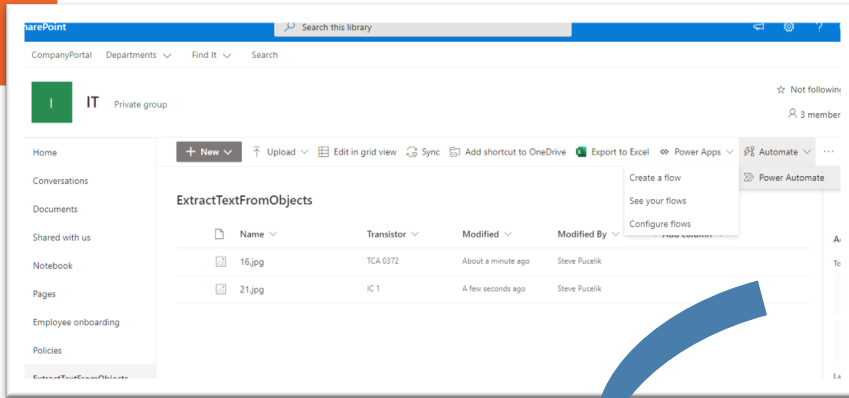 harePoint
Search this library
?
CompanyPortal Departments Find It Search
I IT Private group
Not following
3 member
Home
+ New Upload Edit in grid view Sync Add shortcut to OneDrive Export to Excel Power Apps Automate ...
Conversations
Create a flow
Power Automate
Documents
ExtractTextFromObjects
See your flows
Shared with us
Configure flows
Name Transistor Modified Modified By
Notebook
16.jpg TCA 0372 About a minute ago Steve Pucelik
Pages
21.jpg IC 1 A few seconds ago Steve Pucelik
Employee onboarding
Policies
ExtractTextFromObjects